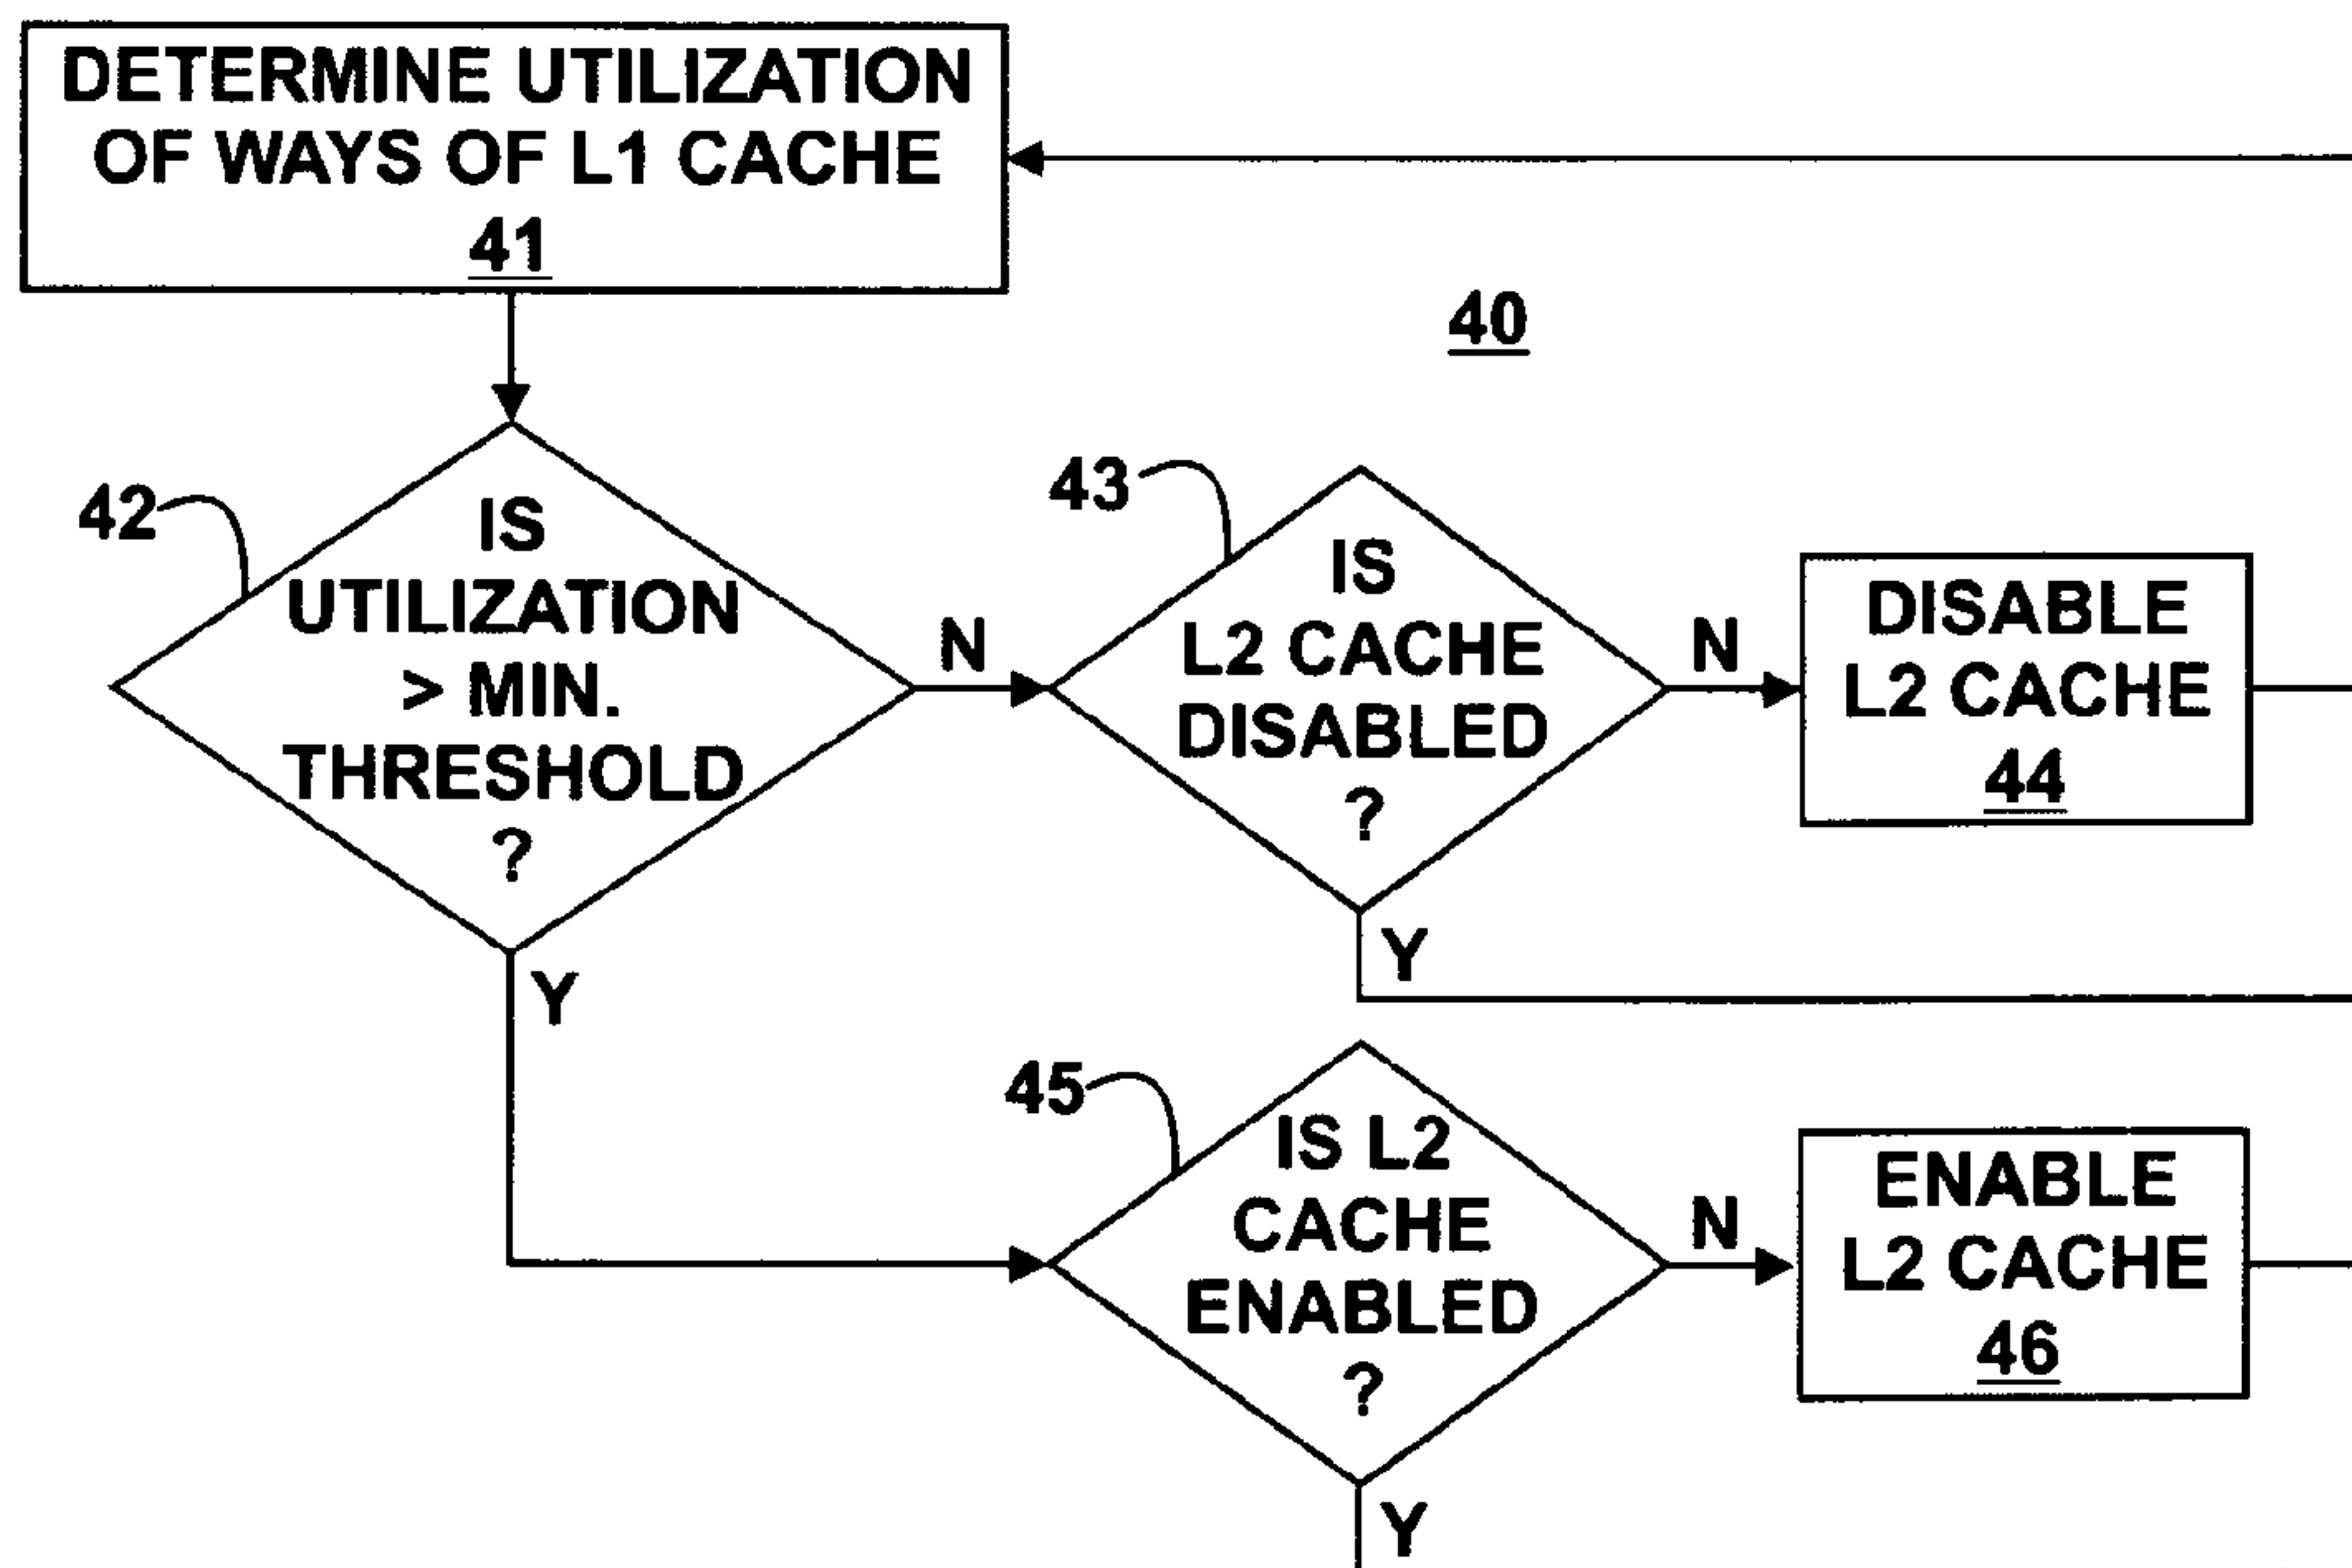 DETERMINE UTILIZATION
OF WAYS OF L1 CACHE
41
40
42
IS
UTILIZATION
> MIN.
THRESHOLD
?
N
Y
43
IS
L2 CACHE
DISABLED
?
N
Y
DISABLE
L2 CACHE
44
45
IS L2
CACHE
ENABLED
?
N
Y
ENABLE
L2 CACHE
46